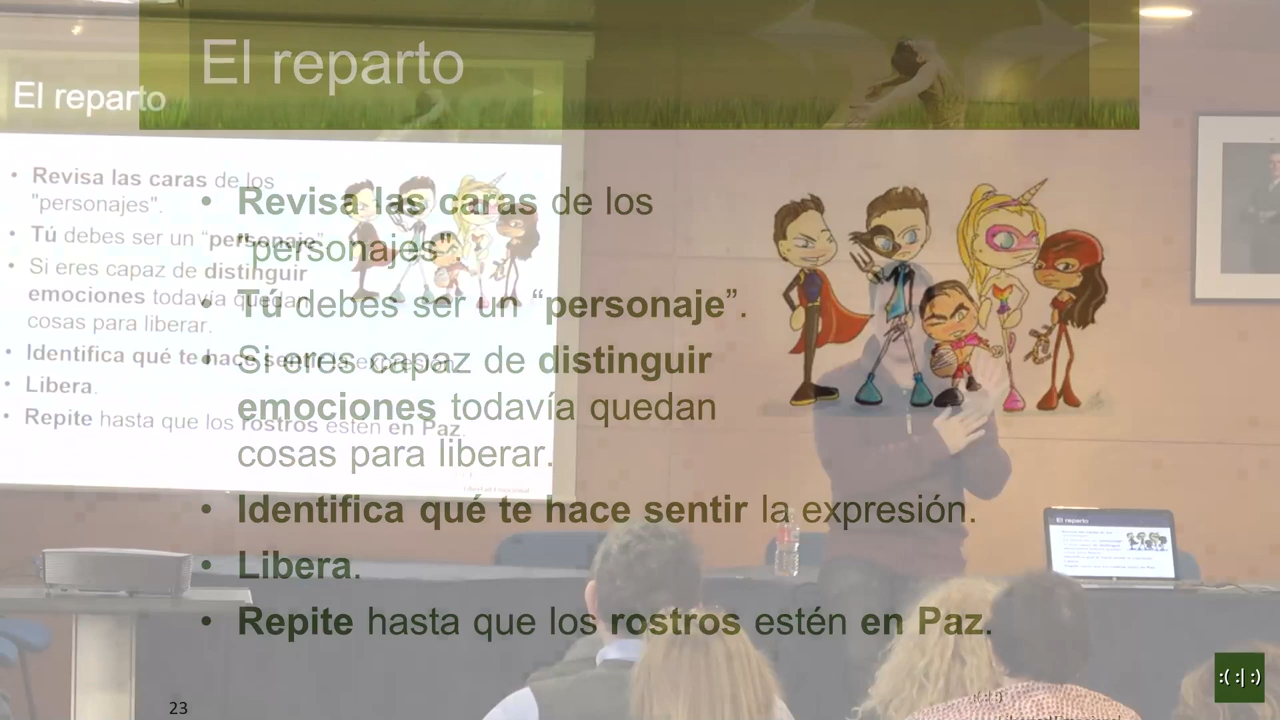 El reparto
• Revisa las caras de los
"personajes".
• Tú debes ser un “personaje”.
• Si eres capaz de distinguir
emociones todavía quedan
cosas para liberar.
• Identifica qué te hace sentir la expresión.
• Libera.
• Repite hasta que los rostros estén en Paz.
23
:(:|:)
El reparto
• Revisa las caras de los
"personajes".
• Tú debes ser un “personaje”.
• Si eres capaz de distinguir
emociones todavía quedan
cosas para liberar.
• Identifica qué te hace sentir la expresión.
• Libera.
• Repite hasta que los rostros estén en Paz.
Libertad Emocional
El reparto